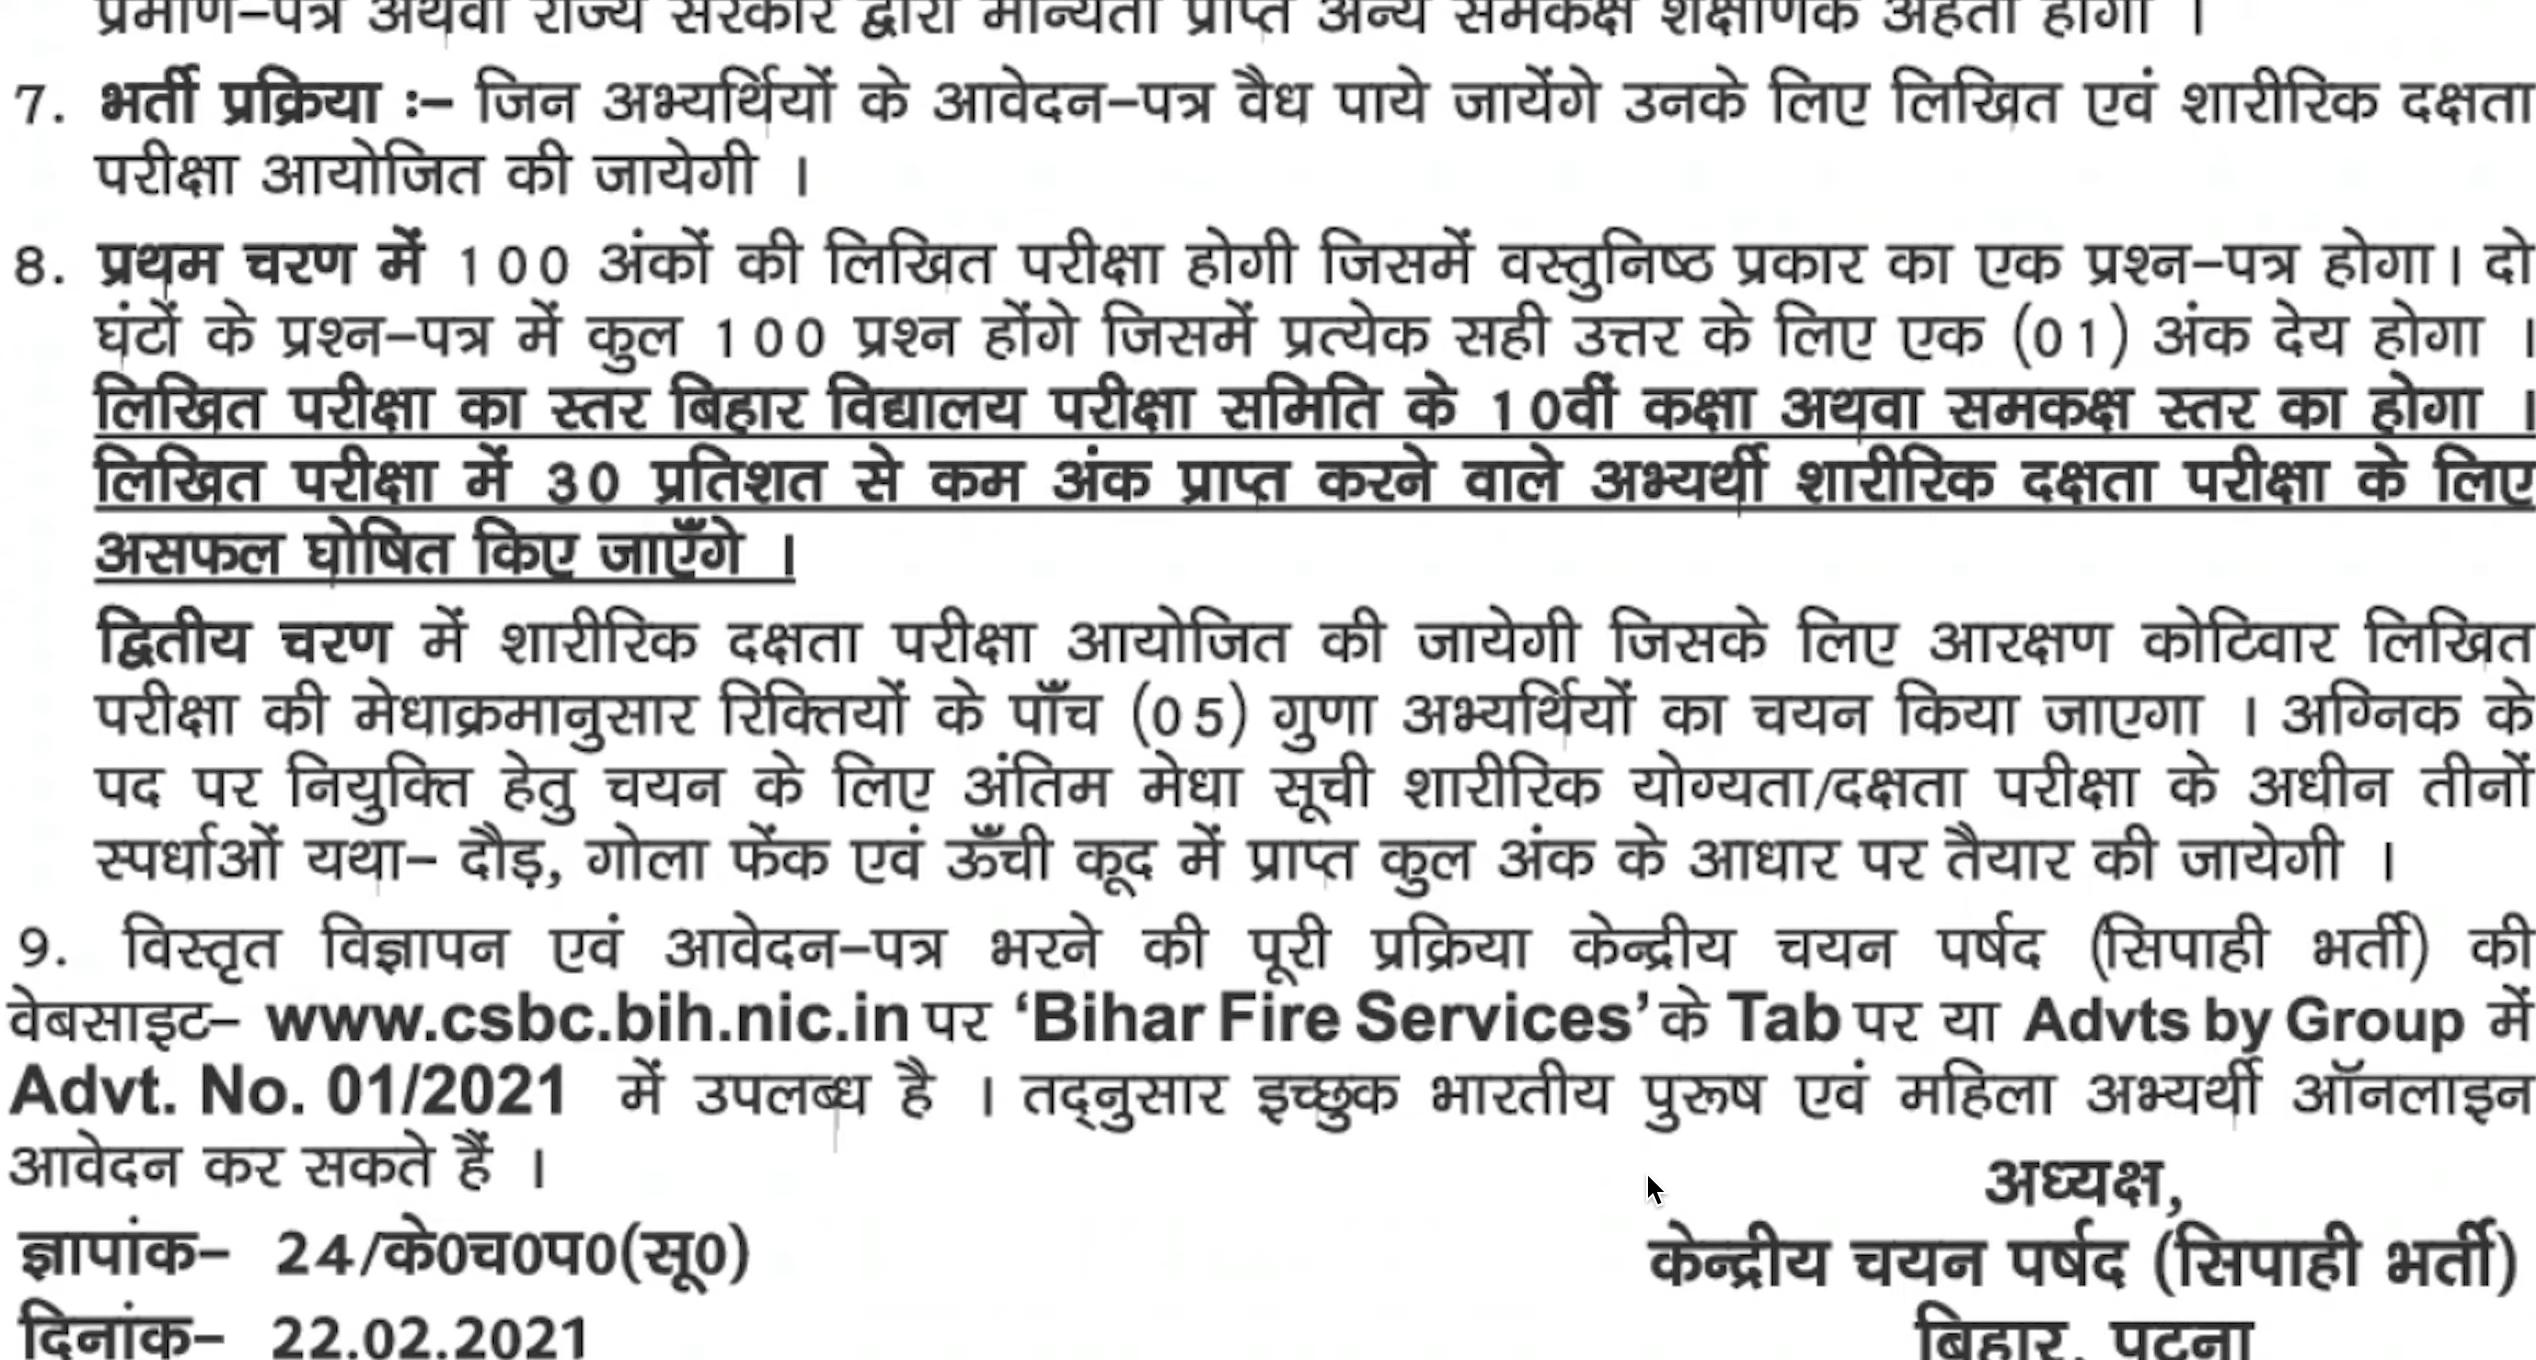 प्रमाण–पत्र अथवा राज्य सरकार द्वारा मान्यता प्राप्त अन्य समकक्ष शैक्षणिक अर्हता होगी ।
7. भर्ती प्रक्रिया :– जिन अभ्यर्थियों के आवेदन–पत्र वैध पाये जायेंगे उनके लिए लिखित एवं शारीरिक दक्षता
परीक्षा आयोजित की जायेगी ।
8. प्रथम चरण में 100 अंकों की लिखित परीक्षा होगी जिसमें वस्तुनिष्ठ प्रकार का एक प्रश्न–पत्र होगा। दो
घंटों के प्रश्न–पत्र में कुल 100 प्रश्न होंगे जिसमें प्रत्येक सही उत्तर के लिए एक (01) अंक देय होगा ।
लिखित परीक्षा का स्तर बिहार विद्यालय परीक्षा समिति के 10वीं कक्षा अथवा समकक्ष स्तर का होगा ।
लिखित परीक्षा में 30 प्रतिशत से कम अंक प्राप्त करने वाले अभ्यर्थी शारीरिक दक्षता परीक्षा के लिए
असफल घोषित किए जाएँगे ।
द्वितीय चरण में शारीरिक दक्षता परीक्षा आयोजित की जायेगी जिसके लिए आरक्षण कोटिवार लिखित
परीक्षा की मेधाक्रमानुसार रिक्तियों के पाँच (05) गुणा अभ्यर्थियों का चयन किया जाएगा । अग्निक के
पद पर नियुक्ति हेतु चयन के लिए अंतिम मेधा सूची शारीरिक योग्यता/दक्षता परीक्षा के अधीन तीनों
स्पर्धाओं यथा– दौड़, गोला फेंक एवं ऊँची कूद में प्राप्त कुल अंक के आधार पर तैयार की जायेगी ।
9. विस्तृत विज्ञापन एवं आवेदन–पत्र भरने की पूरी प्रक्रिया केन्द्रीय चयन पर्षद (सिपाही भर्ती) की
वेबसाइट– www.csbc.bih.nic.in पर ‘Bihar Fire Services’ के Tab पर या Advts by Group में
Advt. No. 01/2021 में उपलब्ध है । तद्नुसार इच्छुक भारतीय पुरूष एवं महिला अभ्यर्थी ऑनलाइन
आवेदन कर सकते हैं ।
अध्यक्ष,
ज्ञापांक– 24/के0च0प0(सू0)
केन्द्रीय चयन पर्षद (सिपाही भर्ती)
दिनांक– 22.02.2021
बिहार, पटना